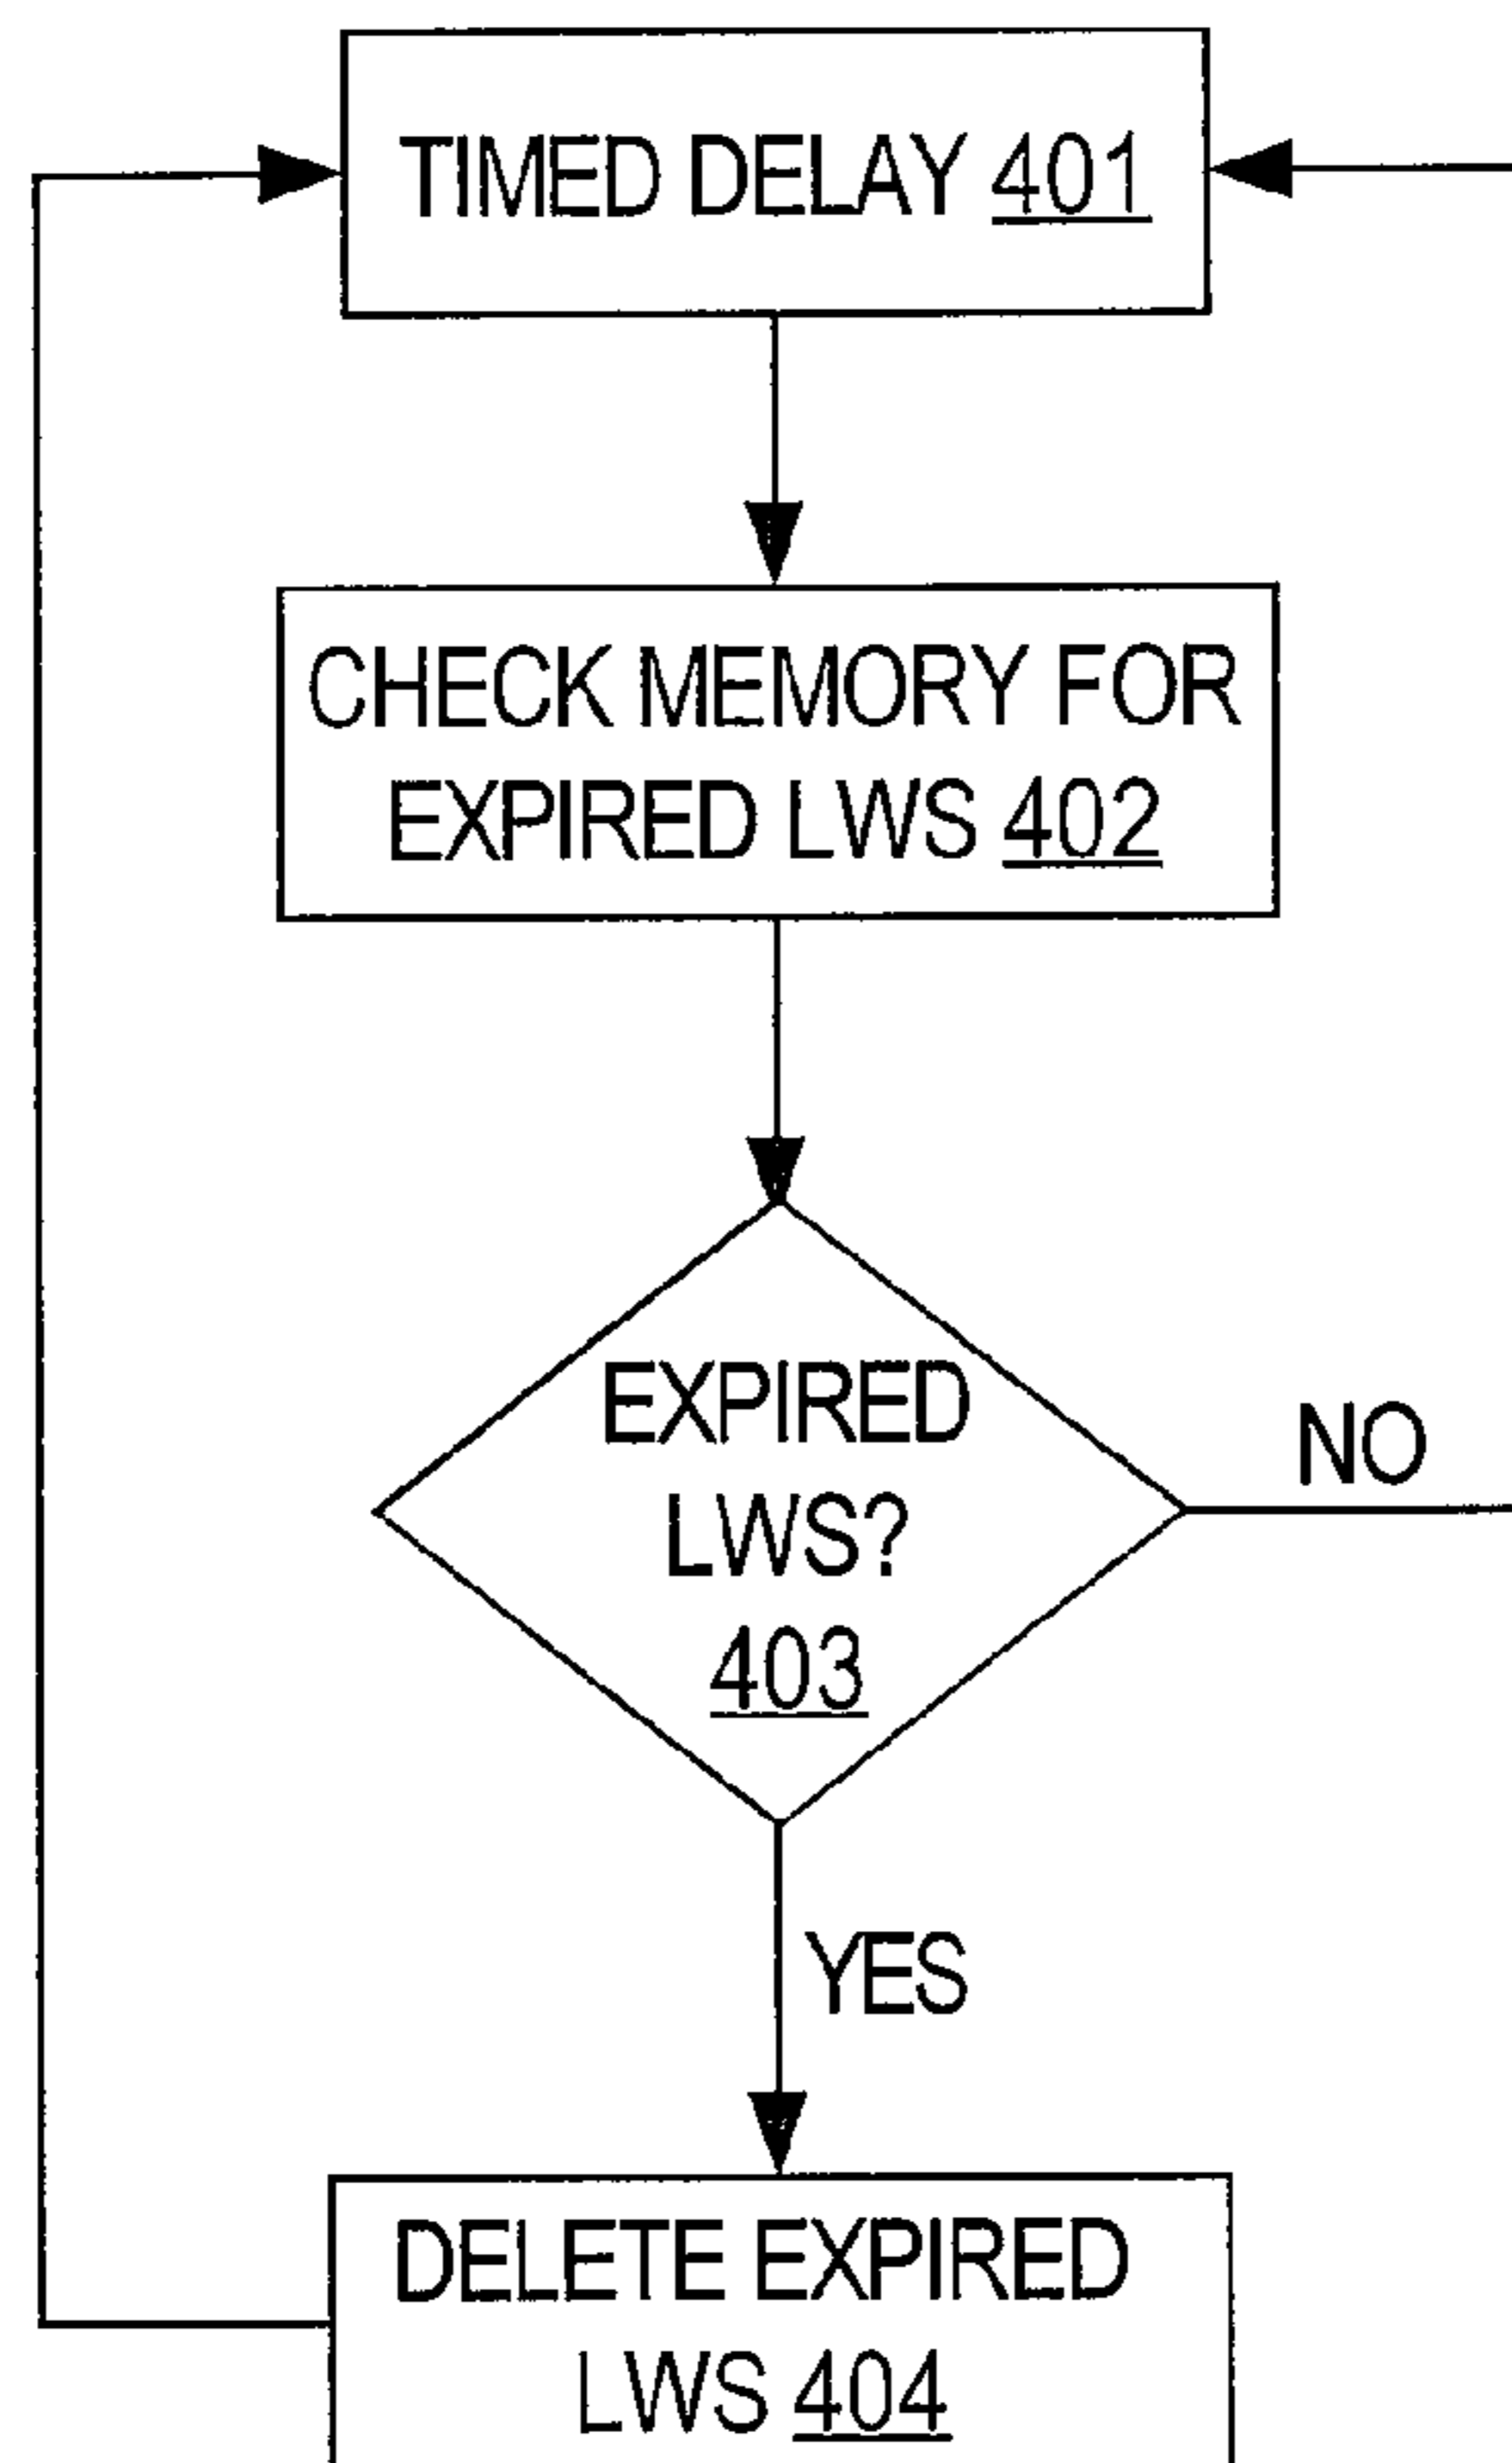 TIMED DELAY 401
CHECK MEMORY FOR
EXPIRED LWS 402
EXPIRED
LWS?
403
NO
YES
DELETE EXPIRED
LWS 404